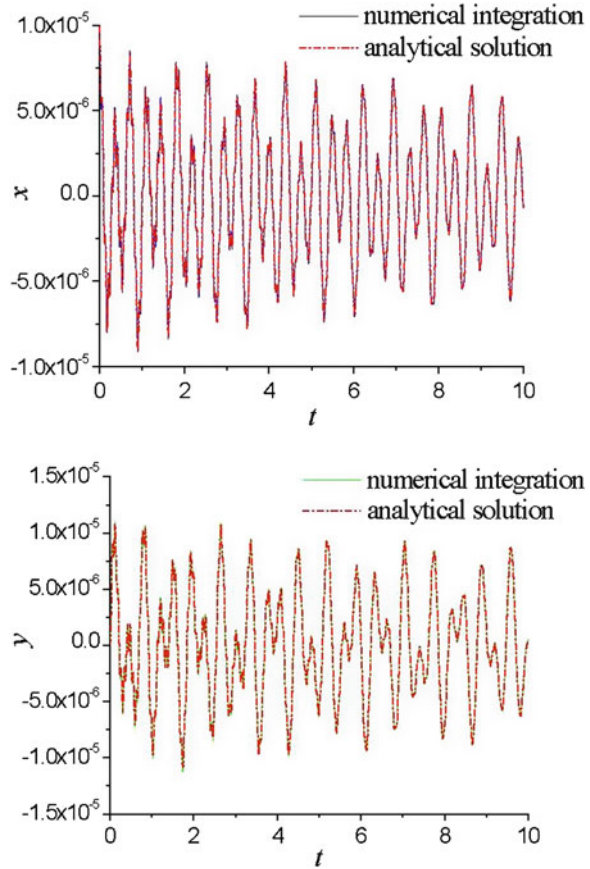 1.0x10⁻⁵
numerical integration
analytical solution
5.0x10⁻⁶
0.0
x
-5.0x10⁻⁶
-1.0x10⁻⁵
0 2 4 6 8 10
t
1.5x10⁻⁵
numerical integration
analytical solution
1.0x10⁻⁵
5.0x10⁻⁶
0.0
y
-5.0x10⁻⁶
-1.0x10⁻⁵
-1.5x10⁻⁵
0 2 4 6 8 10
t